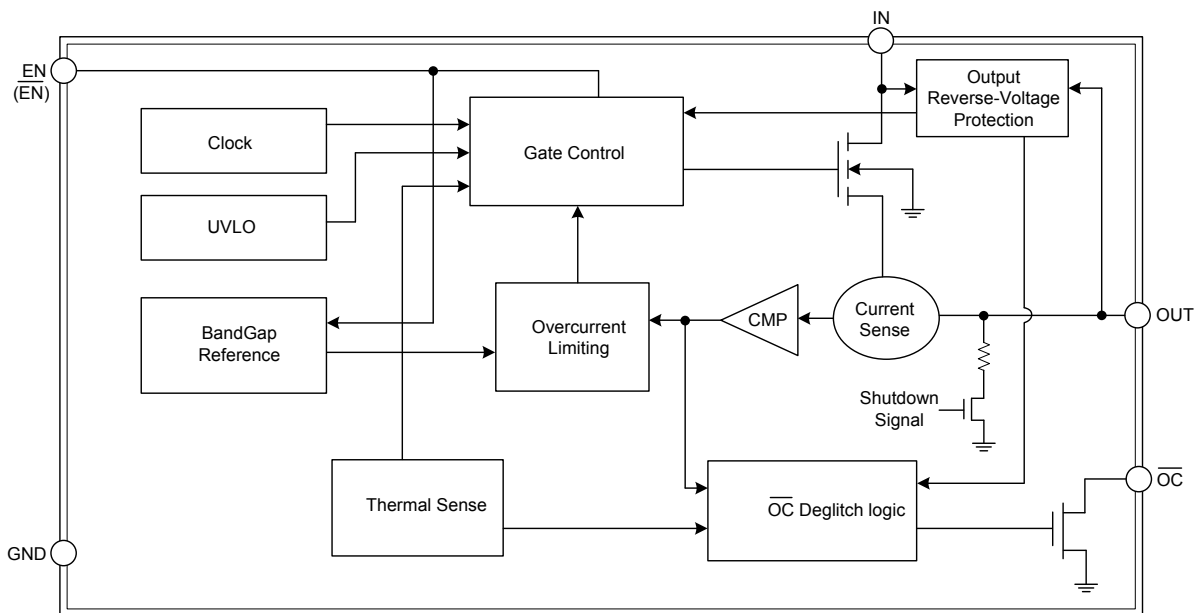 IN
EN
(EN)
Output
Reverse-Voltage
Protection
Clock
Gate Control
UVLO
BandGap
Reference
Overcurrent
Limiting
CMP
Current
Sense
OUT
Shutdown
Signal
Thermal Sense
OC Deglitch logic
OC
GND